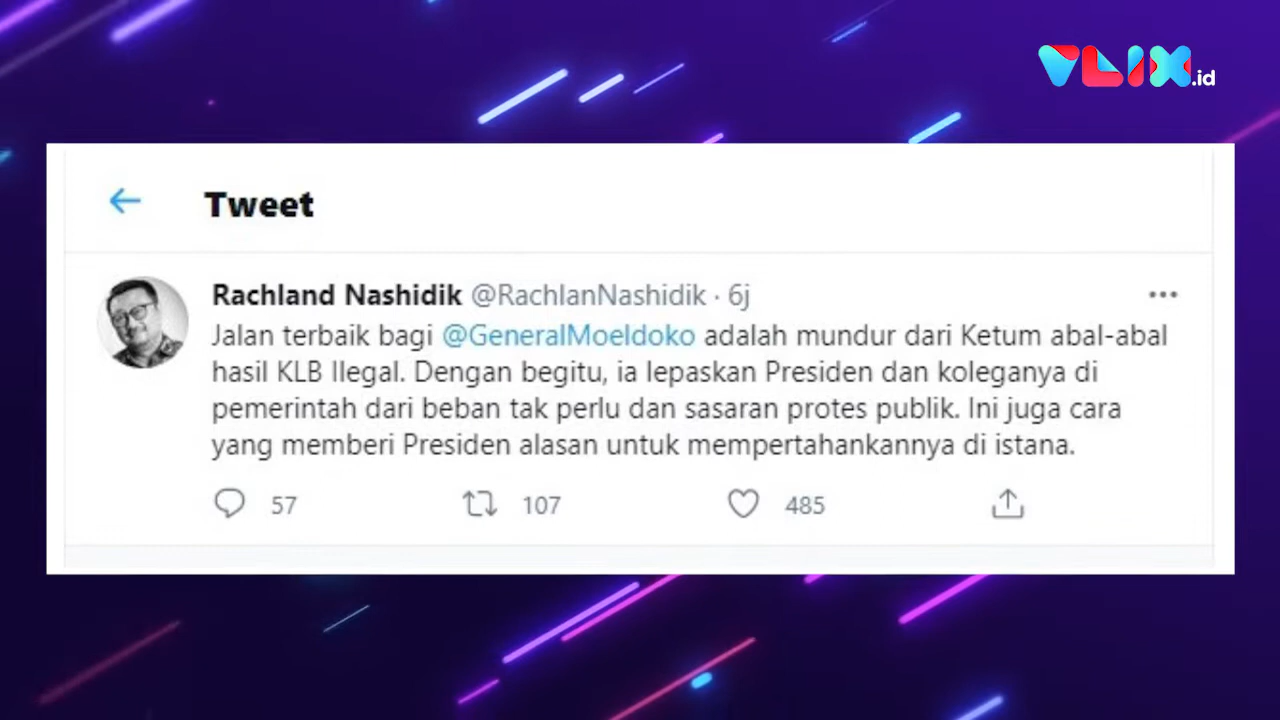 VLIX.id
Tweet
Rachland Nashidik @RachlanNashidik · 6j
Jalan terbaik bagi @GeneralMoeldoko adalah mundur dari Ketum abal-abal
hasil KLB Ilegal. Dengan begitu, ia lepaskan Presiden dan koleganya di
pemerintah dari beban tak perlu dan sasaran protes publik. Ini juga cara
yang memberi Presiden alasan untuk mempertahankannya di istana.
57 107 485